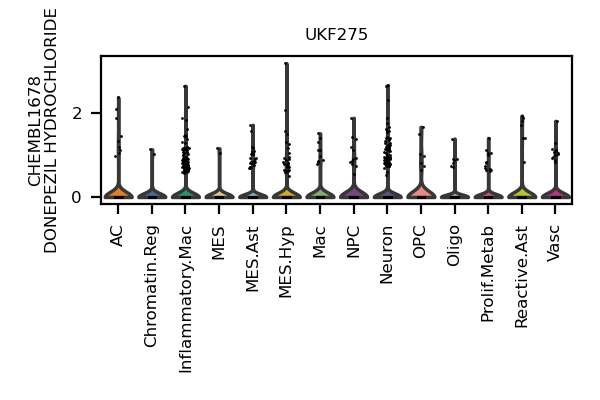 UKF275
CHEMBL1678
DONEPEZIL HYDROCHLORIDE
2
0
AC
Chromatin.Reg
Inflammatory.Mac
MES
MES.Ast
MES.Hyp
Mac
NPC
Neuron
OPC
Oligo
Prolif.Metab
Reactive.Ast
Vasc